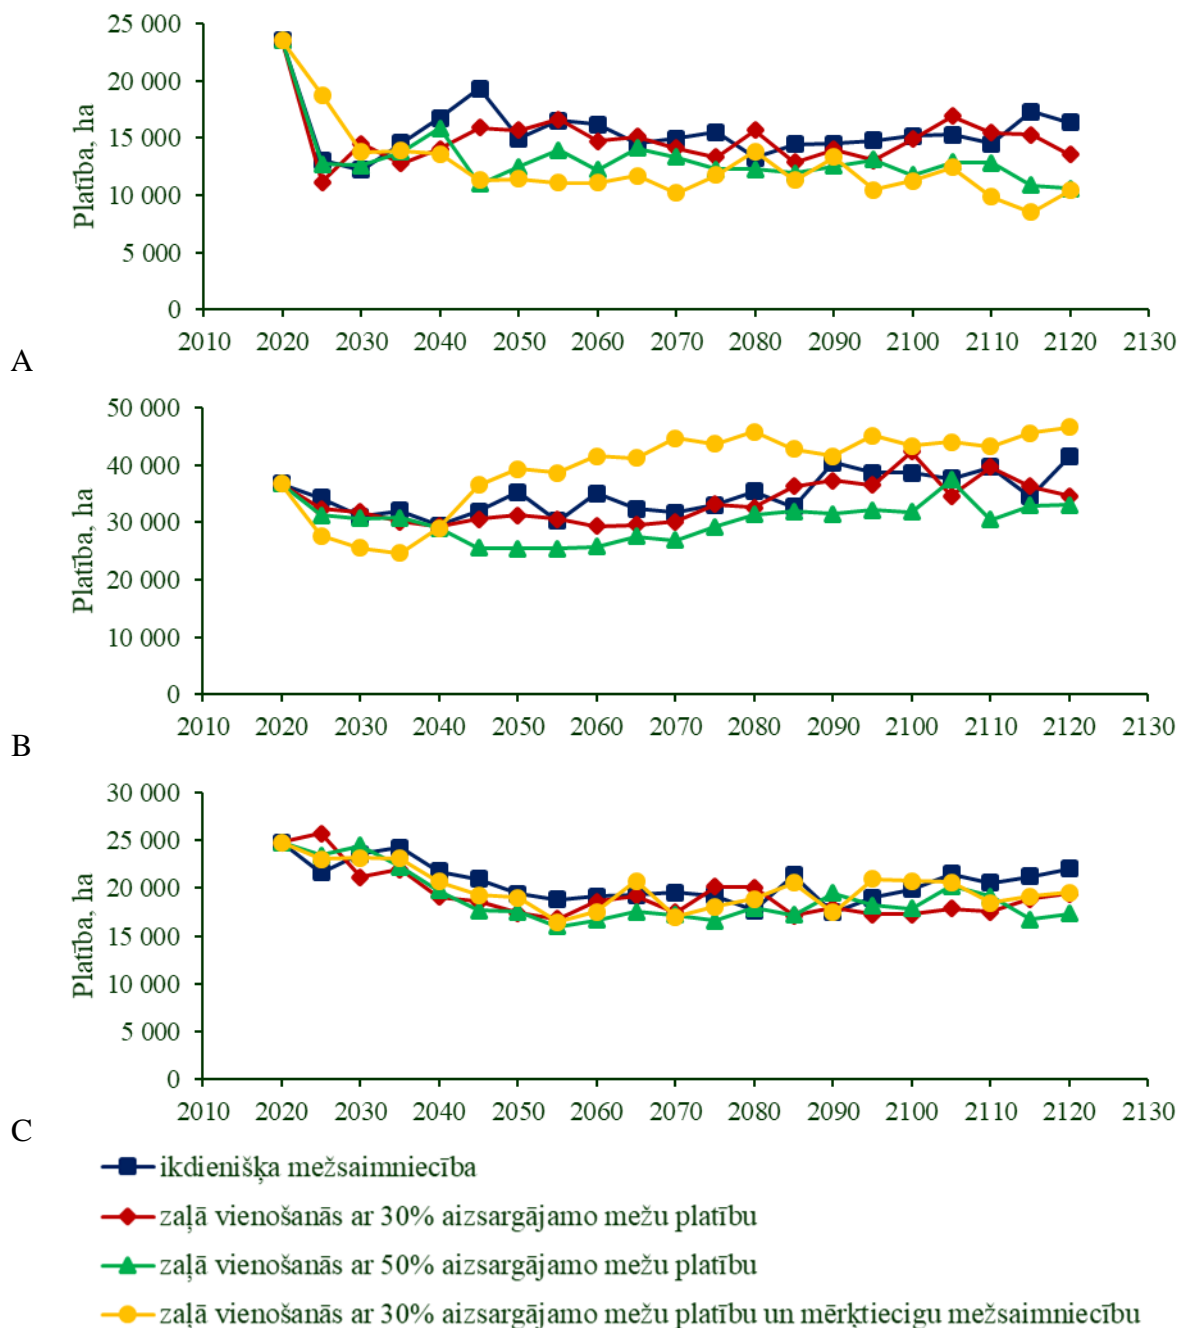 25 000
20 000
15 000
10 000
5 000
0
Platība, ha
2010 2020 2030 2040 2050 2060 2070 2080 2090 2100 2110 2120 2130
A
50 000
40 000
30 000
20 000
10 000
0
Platība, ha
2010 2020 2030 2040 2050 2060 2070 2080 2090 2100 2110 2120 2130
B
30 000
25 000
20 000
15 000
10 000
5 000
0
Platība, ha
2010 2020 2030 2040 2050 2060 2070 2080 2090 2100 2110 2120 2130
C
ikdienišķa mežsaimniecība
zaļā vienošanās ar 30% aizsargājamo mežu platību
zaļā vienošanās ar 50% aizsargājamo mežu platību
zaļā vienošanās ar 30% aizsargājamo mežu platību un mērķtiecigu mežsaimniecību